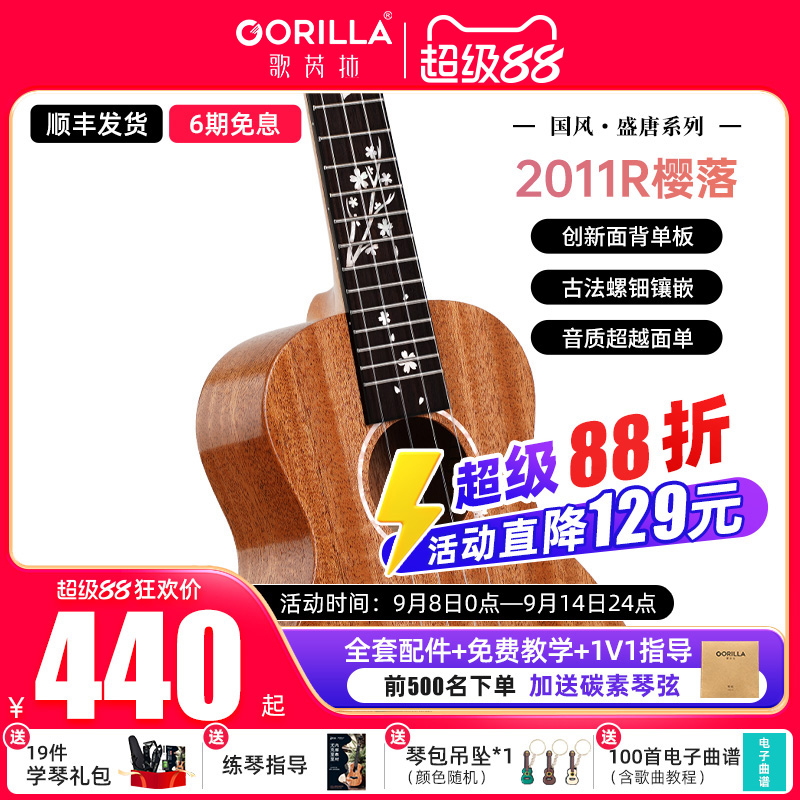 GORILLA®
歌芮拉
超级88
顺丰发货
6期免息
国风·盛唐系列
2011R樱落
创新面背单板
古法螺钿镶嵌
音质超越面单
超级88折
活动直降129元
超级88狂欢价
¥440起
活动时间：9月8日0点—9月14日24点
全套配件+免费教学+1V1指导
前500名下单 加送碳素琴弦
GORILLA
送
19件
学琴礼包
送
练琴指导
送
琴包吊坠*1
（颜色随机）
送
100首电子曲谱
（含歌曲教程）
电子曲谱